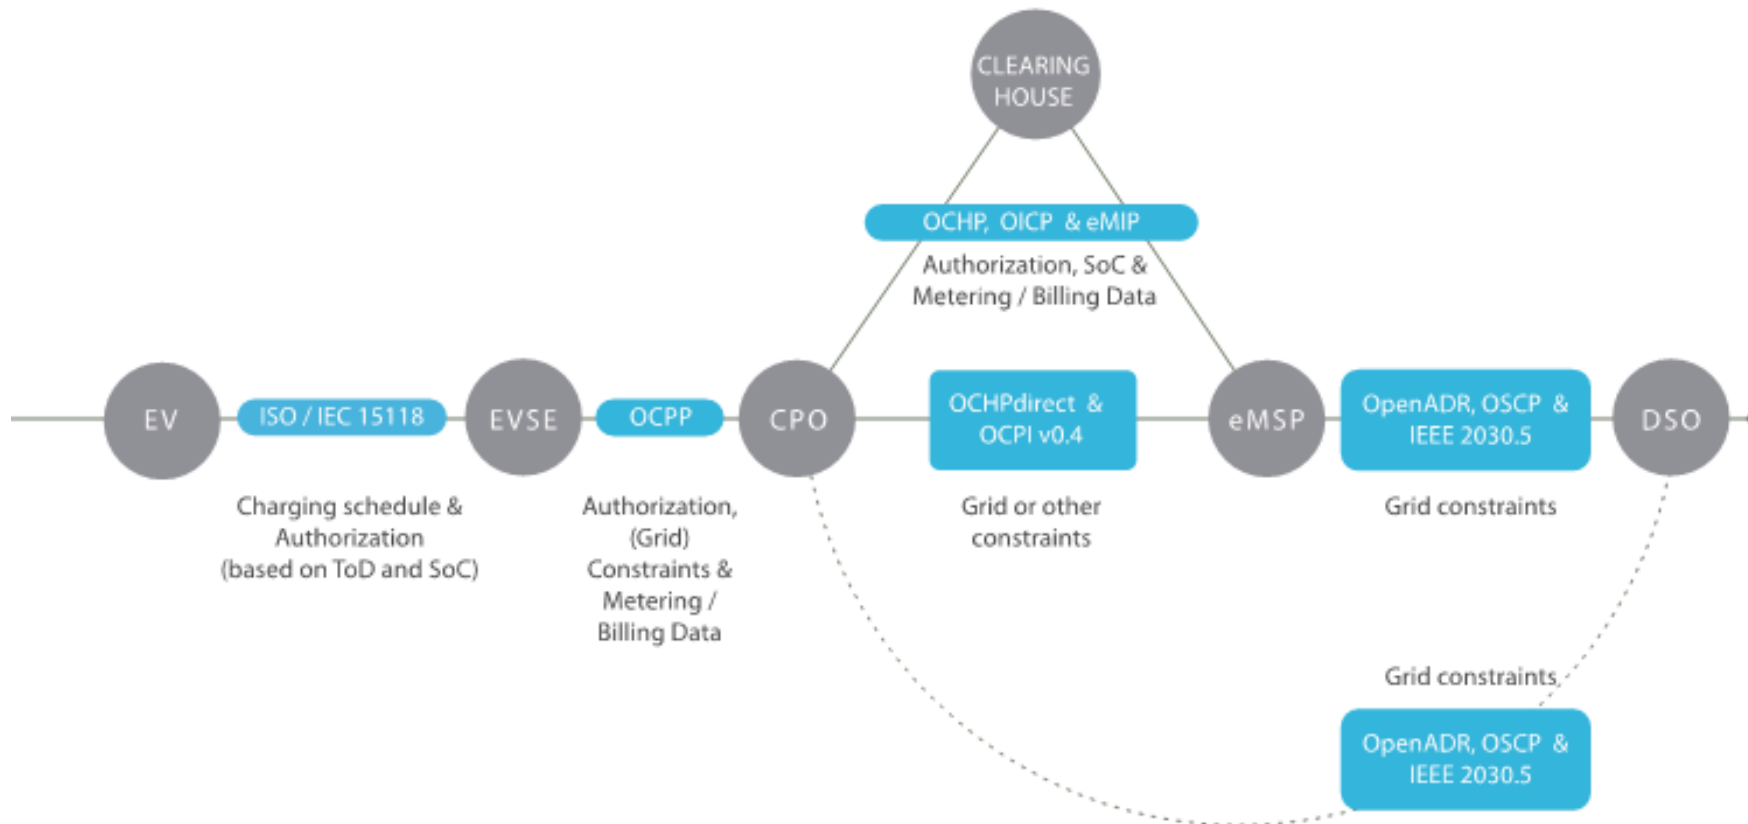 CLEARING
HOUSE
OCHP, OICP & eMIP
Authorization, SoC &
Metering / Billing Data
EV
ISO / IEC 15118
EVSE
OCPP
CPO
OCHPdirect &
OCPI v0.4
eMSP
OpenADR, OSCP &
IEEE 2030.5
DSO
Charging schedule &
Authorization
(based on ToD and SoC)
Authorization,
(Grid)
Constraints &
Metering /
Billing Data
Grid or other
constraints
Grid constraints
Grid constraints
OpenADR, OSCP &
IEEE 2030.5